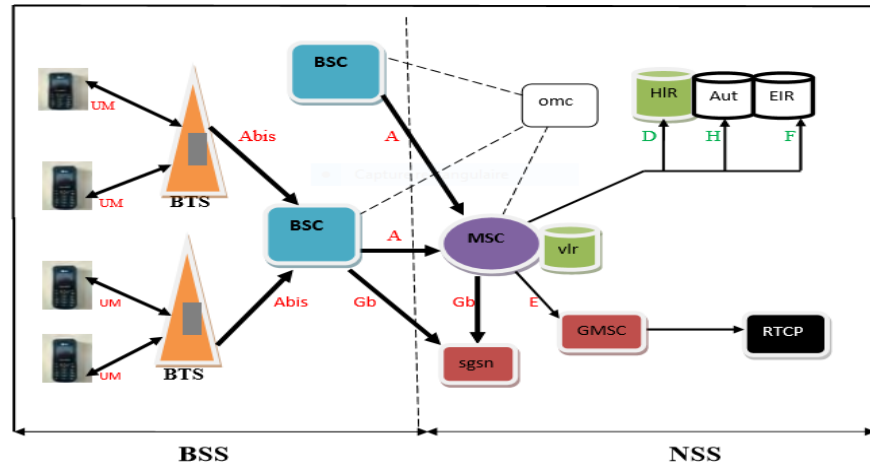 BSC
omc
HlR
Aut
EIR
UM
Abis
A
D
H
F
UM
BTS
BSC
A
MSC
vlr
UM
Abis
Gb
Gb
E
GMSC
RTCP
UM
BTS
sgsn
BSS
NSS